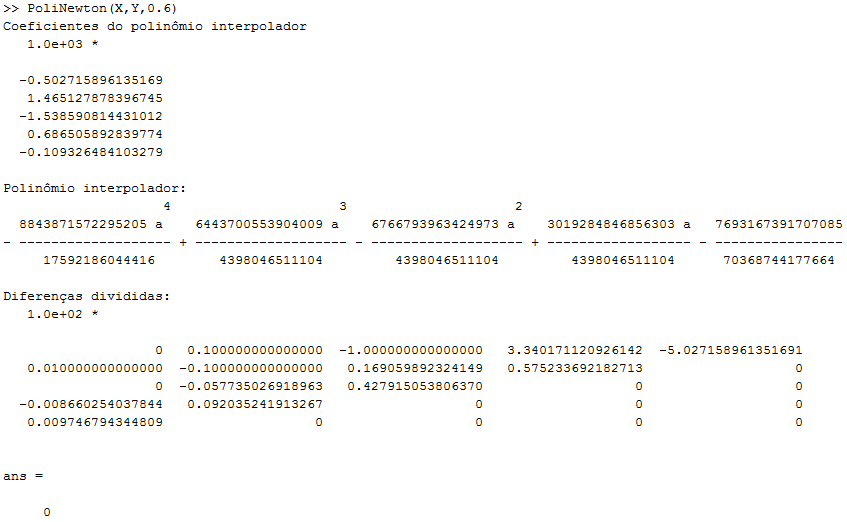 >> PoliNewton(X,Y,0.6)
Coeficientes do polinômio interpolador
1.0e+03 *
-0.502715896135169
1.465127878396745
-1.538590814431012
0.686505892839774
-0.109326484103279
Polinômio interpolador:
4 3 2
8843871572295205 a 6443700553904009 a 6766793963424973 a 3019284846856303 a 7693167391707085
- ------------------- + ------------------- - ------------------- + ------------------ - ----------------
17592186044416 4398046511104 4398046511104 4398046511104 70368744177664
Diferenças divididas:
1.0e+02 *
0 0.100000000000000 -1.000000000000000 3.340171120926142 -5.027158961351691
0.010000000000000 -0.100000000000000 0.169059892324149 0.575233692182713 0
0 -0.057735026918963 0.427915053806370 0 0
-0.008660254037844 0.092035241913267 0 0 0
0.009746794344809 0 0 0 0
ans =
0